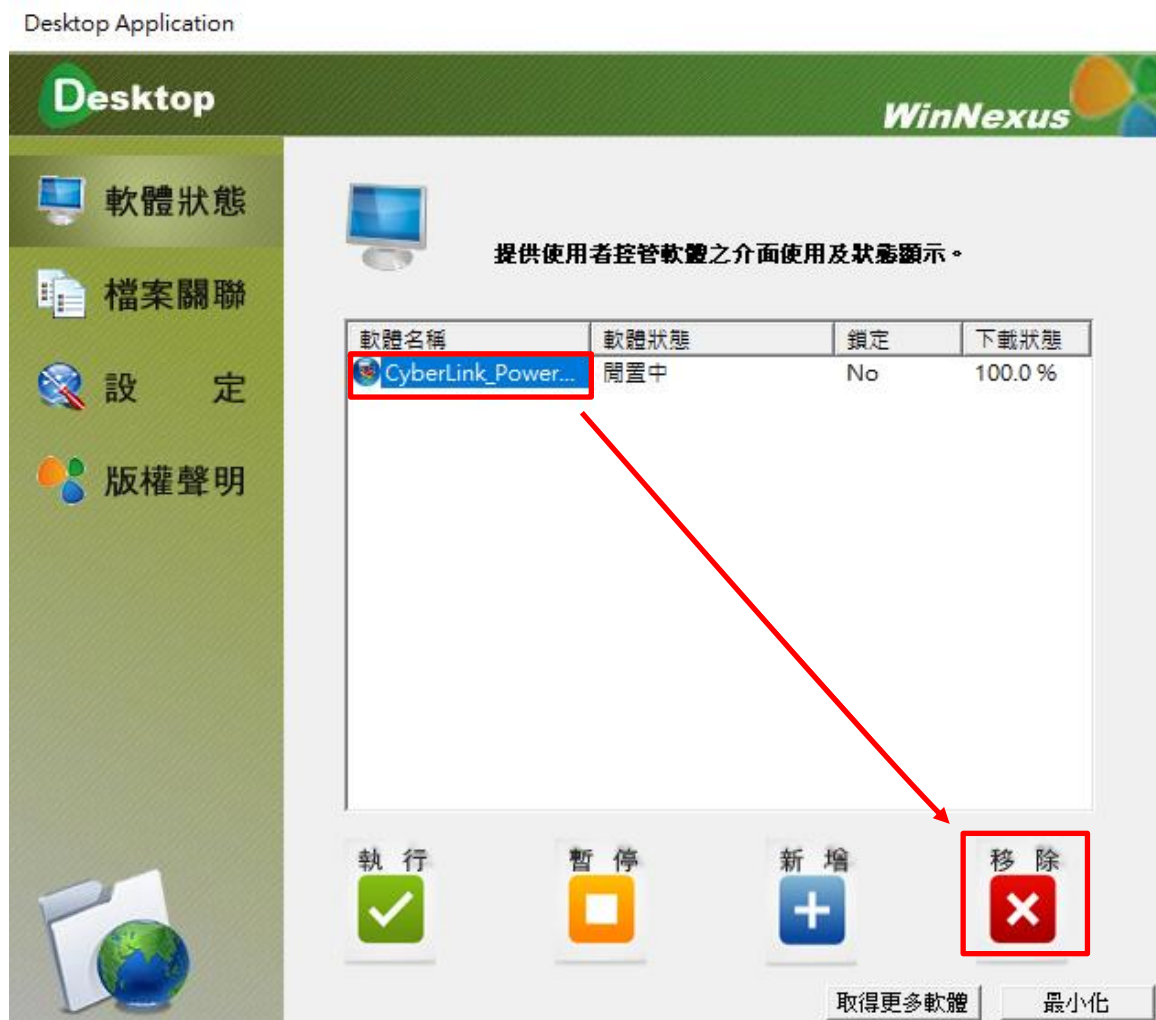 Desktop Application
Desktop
WinNexus
軟體狀態
檔案關聯
設 定
版權聲明
提供使用者控管軟體之介面使用及狀態顯示。
軟體名稱 軟體狀態 鎖定 下載狀態
CyberLink_Power... 閒置中 No 100.0 %
執 行 暫 停 新 增 移 除
取得更多軟體 最小化